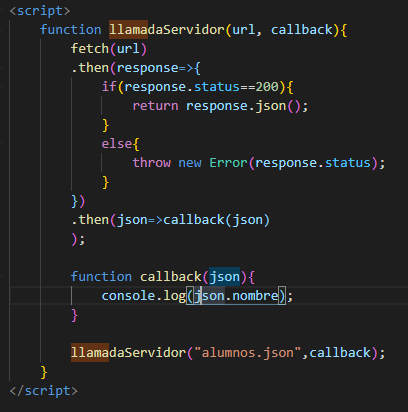 <script>
function llamadaServidor(url, callback){
fetch(url)
.then(response=>{
if(response.status==200){
return response.json();
}
else{
throw new Error(response.status);
}
})
.then(json=>callback(json)
);
function callback(json){
console.log(json.nombre);
}
llamadaServidor("alumnos.json",callback);
}
</script>